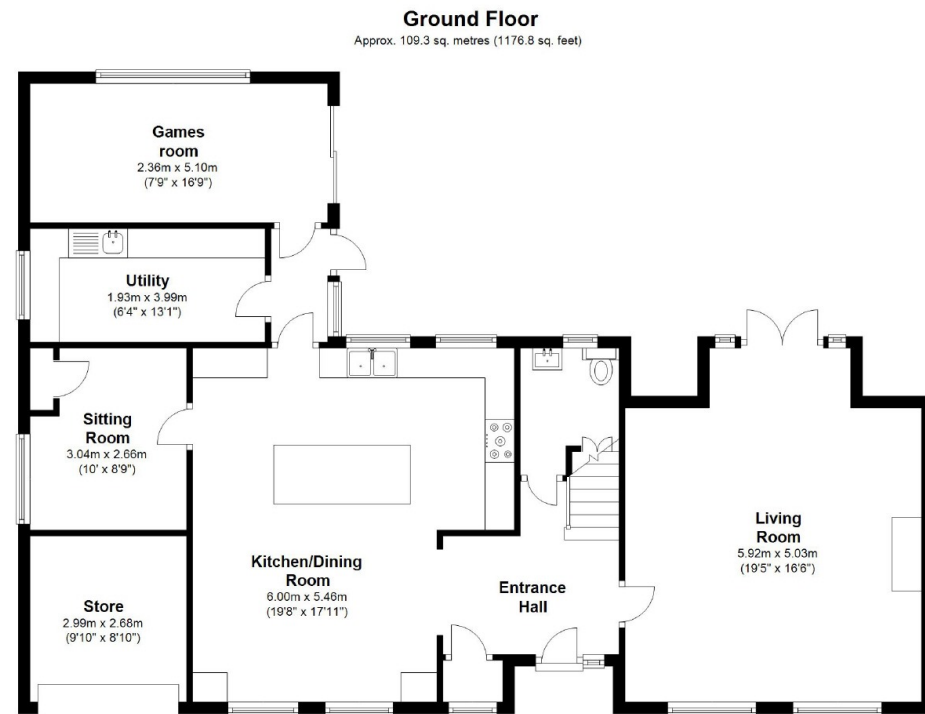 Ground Floor
Approx. 109.3 sq. metres (1176.8 sq. feet)
Games
room
2.36m x 5.10m
(7'9" x 16'9")
Utility
1.93m x 3.99m
(6'4" x 13'1")
Sitting
Room
3.04m x 2.66m
(10' x 8'9")
Kitchen/Dining
Room
6.00m x 5.46m
(19'8" x 17'11")
Store
2.99m x 2.68m
(9'10" x 8'10")
Entrance
Hall
Living
Room
5.92m x 5.03m
(19'5" x 16'6")